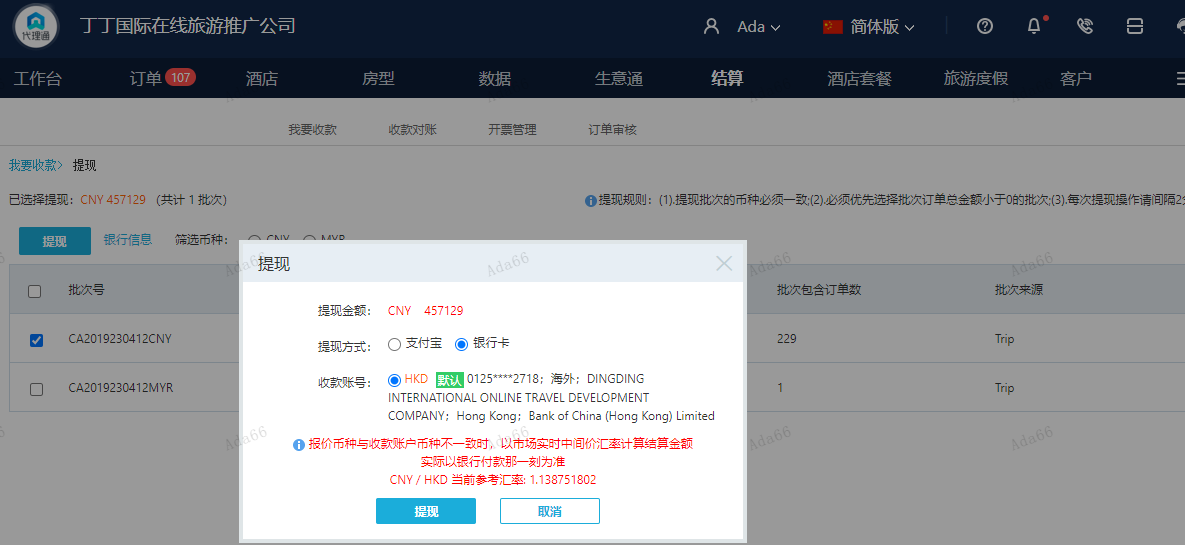 代理通
丁丁国际在线旅游推广公司
Ada
简体版
工作台 订单 107 酒店 房型 数据 生意通 结算 酒店套餐 旅游度假 客户
我要收款 收款对账 开票管理 订单审核
我要收款> 提现
已选择提现: CNY 457129 (共计 1 批次)
提现规则: (1).提现批次的币种必须一致;(2).必须优先选择批次订单总金额小于0的批次;(3).每次提现操作请间隔2
提现 银行信息 筛选币种: CNY MYR
批次号 批次包含订单数 批次来源
CA2019230412CNY 229 Trip
CA2019230412MYR 1 Trip
提现
提现金额: CNY 457129
提现方式: 支付宝 银行卡
收款账号: HKD 默认 0125****2718; 海外; DINGDING
INTERNATIONAL ONLINE TRAVEL DEVELOPMENT
COMPANY; Hong Kong; Bank of China (Hong Kong) Limited
报价币种与收款账户币种不一致时, 以市场实时中间价汇率计算结算金额
实际以银行付款那一刻为准
CNY / HKD 当前参考汇率: 1.138751802
提现 取消
Ada66
Ada66
Ada66
Ada66
Ada66
Ada66
Ada66